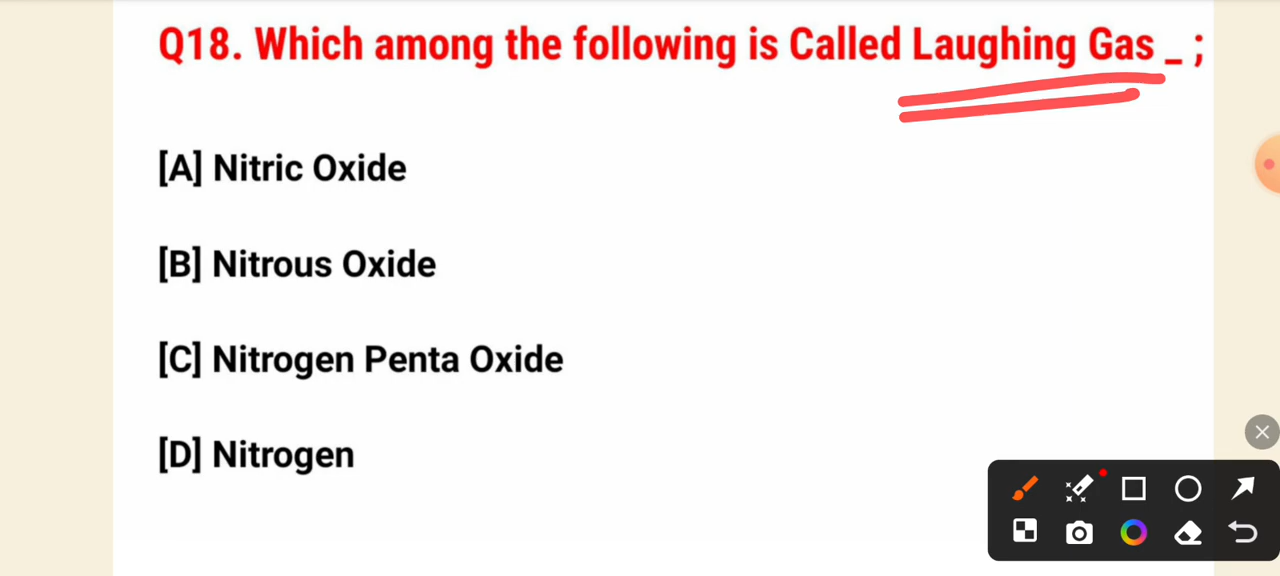 Q18. Which among the following is Called Laughing Gas _ ;
[A] Nitric Oxide
[B] Nitrous Oxide
[C] Nitrogen Penta Oxide
[D] Nitrogen